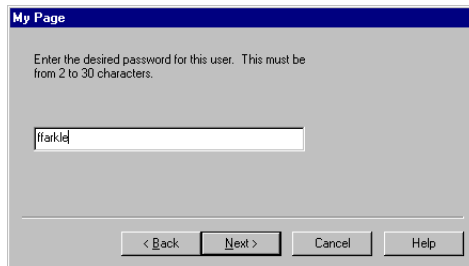 My Page
Enter the desired password for this user. This must be
from 2 to 30 characters.
ffarkle
< Back Next > Cancel Help